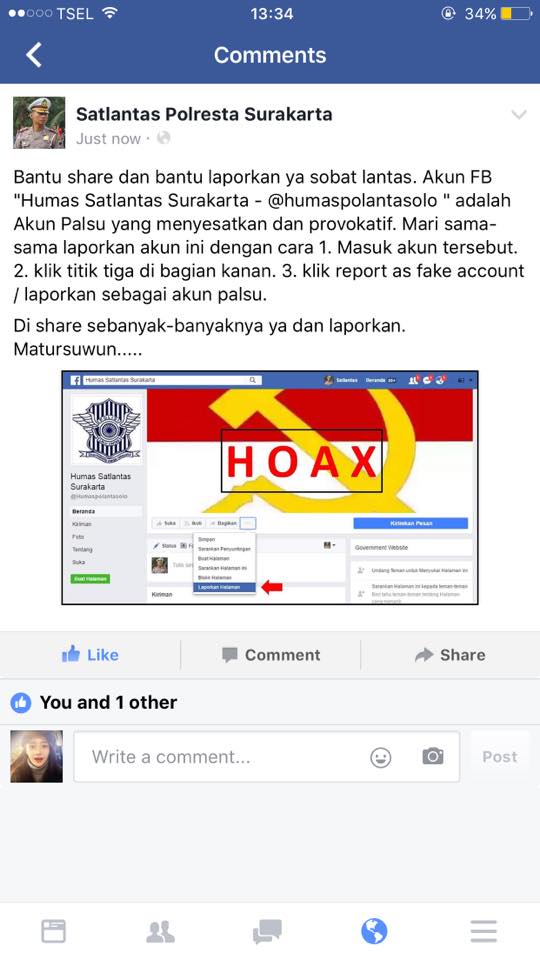 TSEL
13:34
34%
Comments
Satlantas Polresta Surakarta
Just now
Bantu share dan bantu laporkan ya sobat lantas. Akun FB
"Humas Satlantas Surakarta - @humaspolantasolo " adalah
Akun Palsu yang menyesatkan dan provokatif. Mari sama-
sama laporkan akun ini dengan cara 1. Masuk akun tersebut.
2. klik titik tiga di bagian kanan. 3. klik report as fake account
/ laporkan sebagai akun palsu.
Di share sebanyak-banyaknya ya dan laporkan.
Matursuwun.....
Humas Satlantas Surakarta
Satlantas
Beranda 20+
HOAX
Humas Satlantas
Surakarta
@Humaspolantasolo
Beranda
Kiriman
Foto
Tentang
Suka
Buat Halaman
Suka
Ikuti
Bagikan
Kirimkan Pesan
Status
Simpan
Sarankan Penyuntingan
Buat Halaman
Sarankan Halaman ini
Blokir Halaman
Laporkan Halaman
Kiriman
Government Website
Undang Teman untuk Menyukai Halaman ini
Sarankan Halaman ini kepada teman-teman
Like
Comment
Share
You and 1 other
Write a comment...
Post